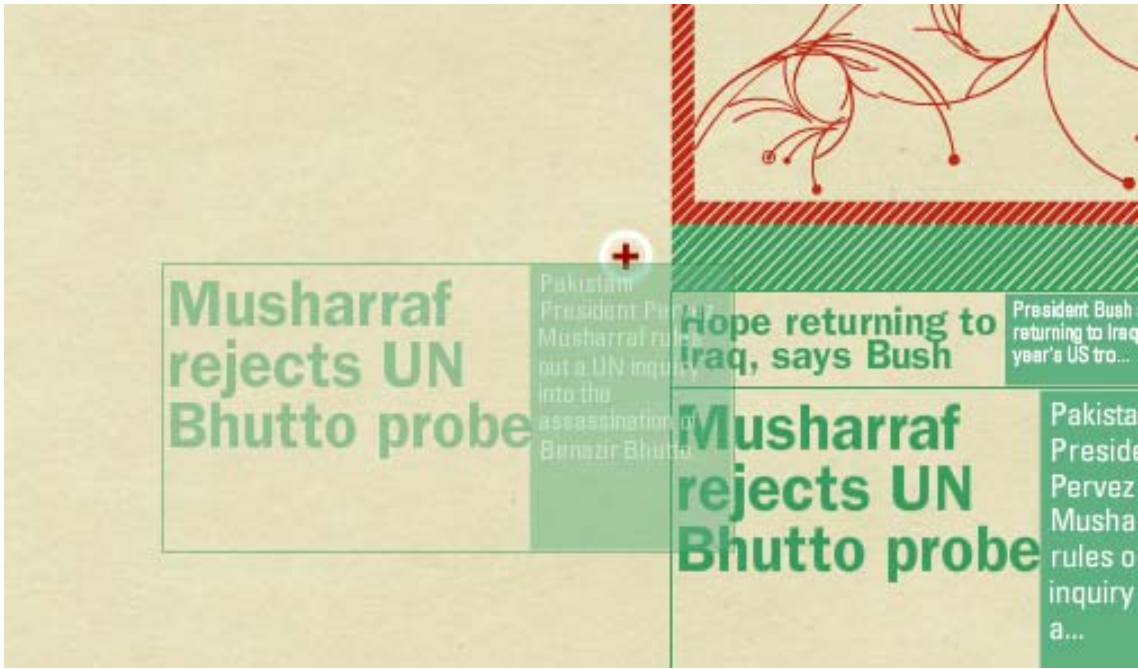 Musharraf
rejects UN
Bhutto probe
Pakistani
President Pervez
Musharraf rules
out a UN inquiry
into the
assassination of
Benazir Bhutto
Hope returning to
Iraq, says Bush
President Bush
returning to Iraq
year's US tro...
Musharraf
rejects UN
Bhutto probe
Pakista
Preside
Pervez
Musha
rules o
inquiry
a...